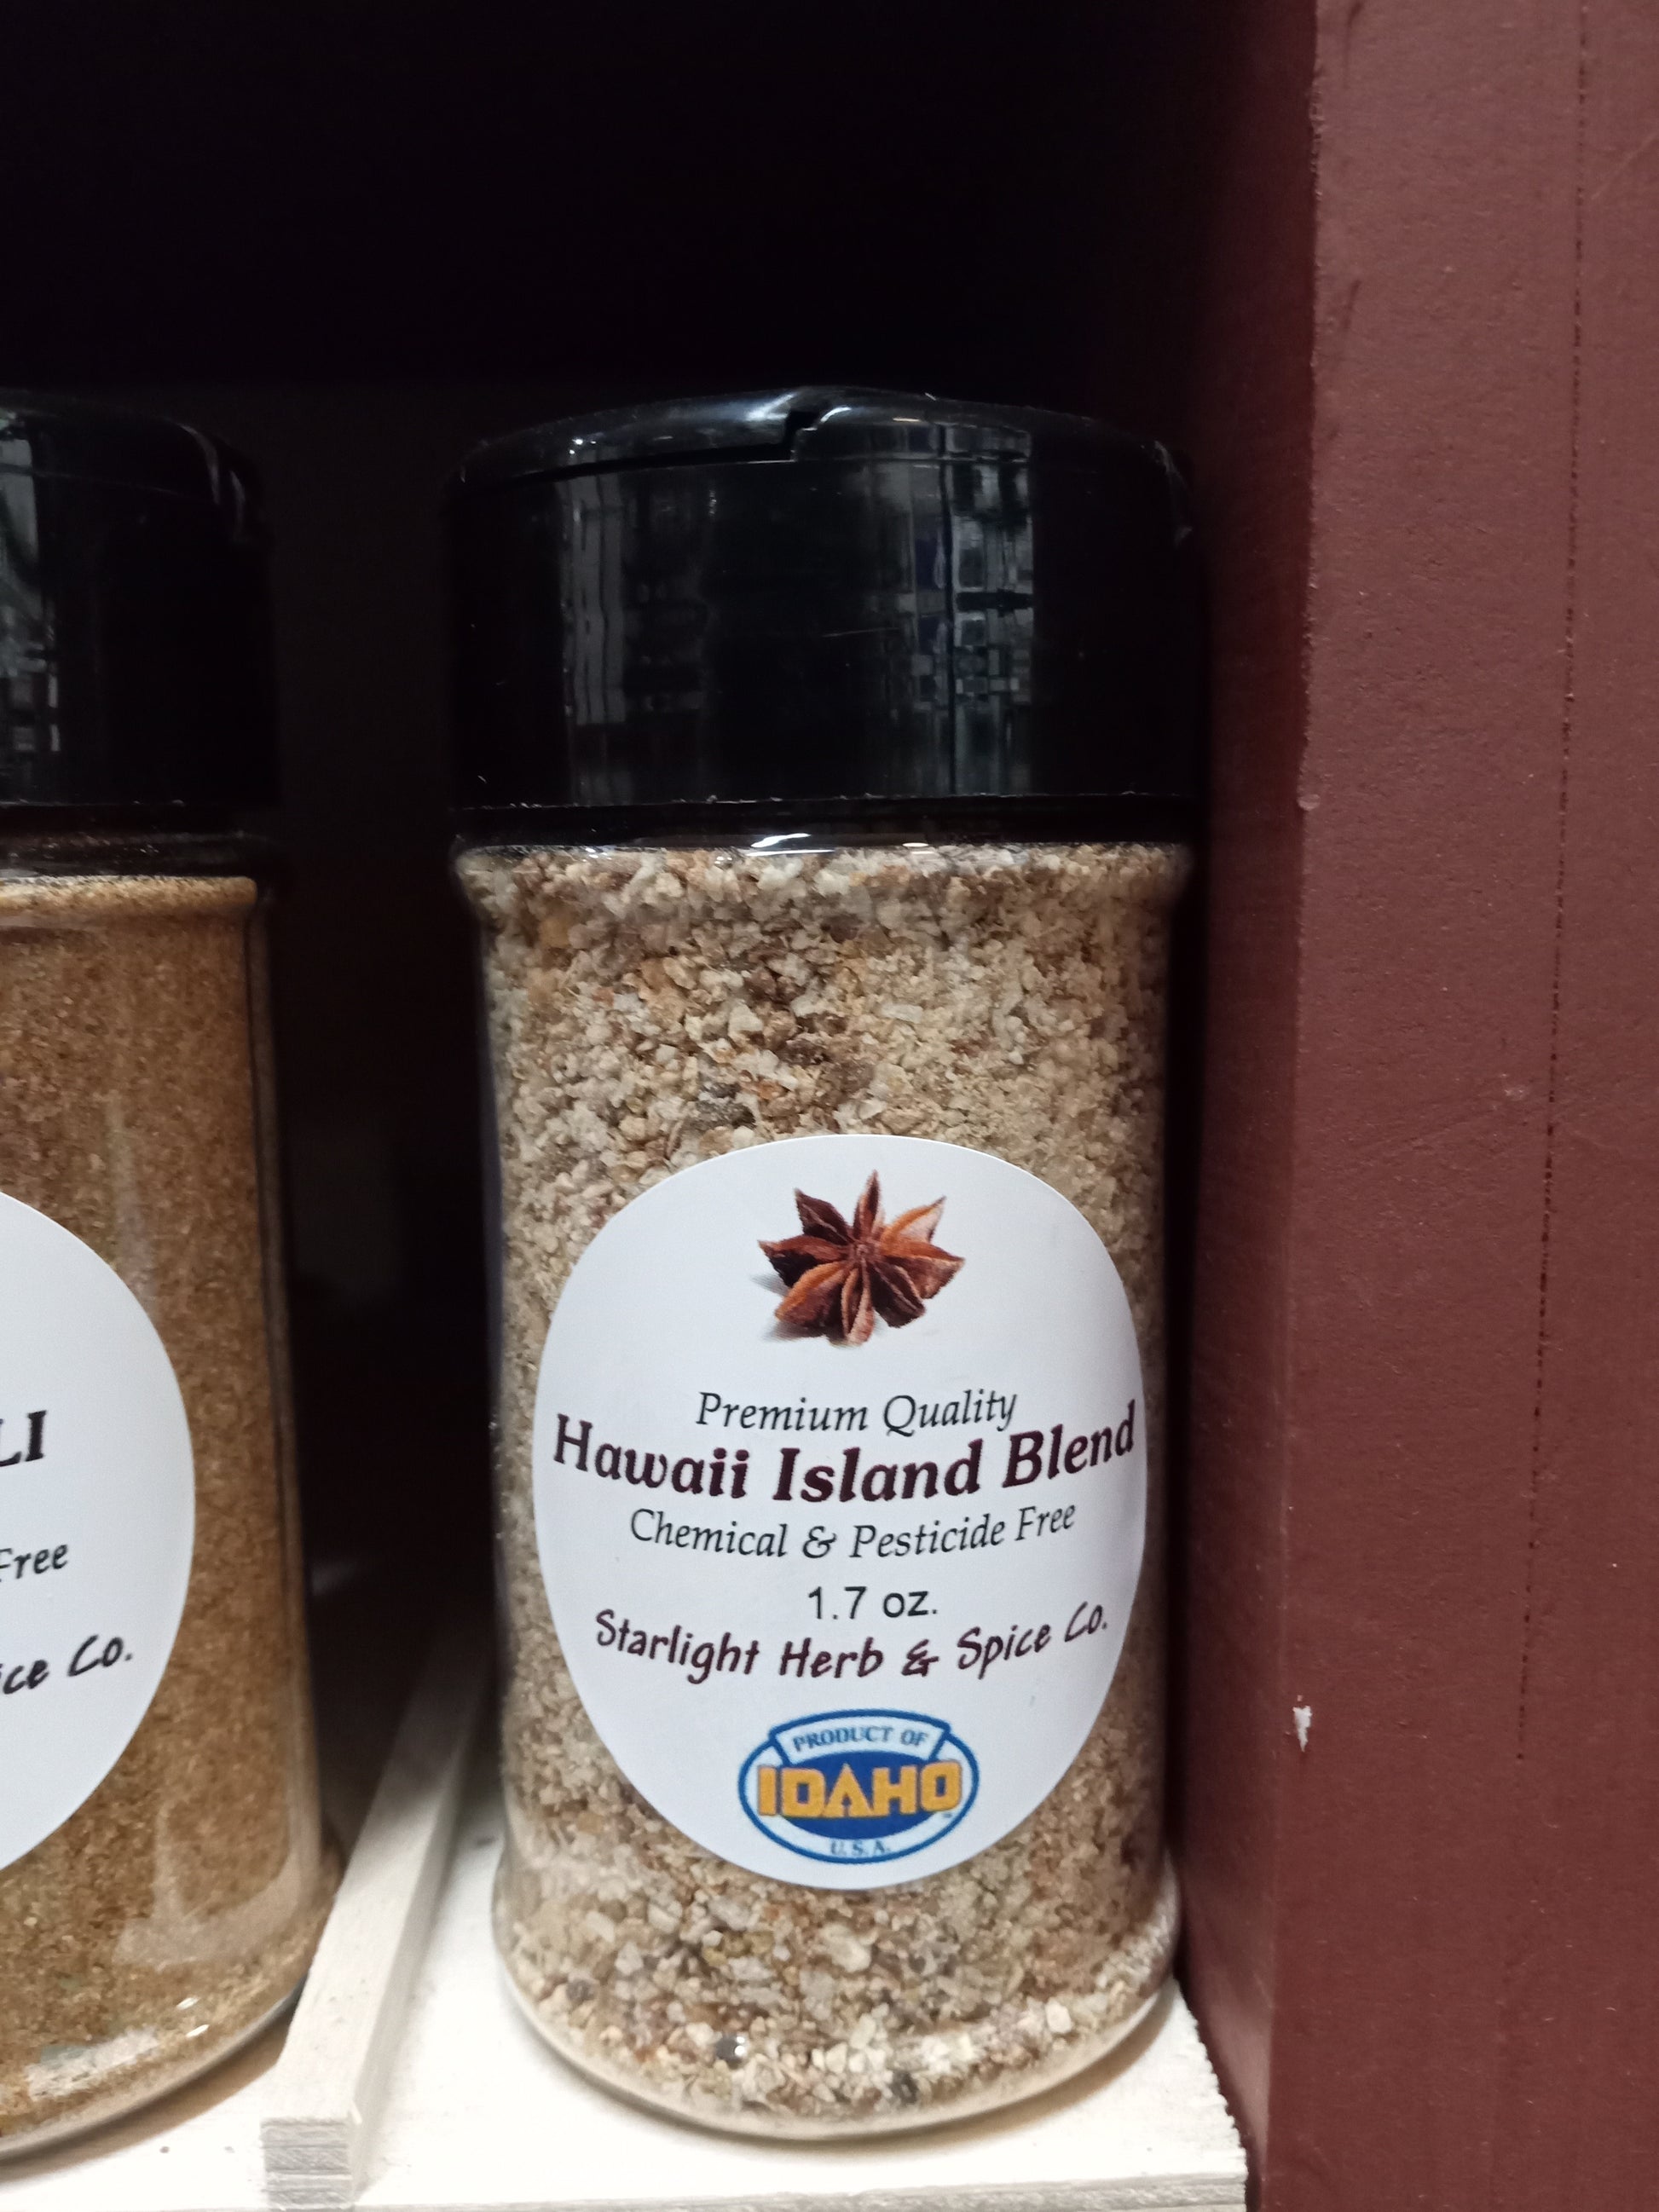 Premium Quality
Hawaii Island Blend
Chemical & Pesticide Free
1.7 oz.
Starlight Herb & Spice Co.
PRODUCT OF
IDAHO
U.S.A.
LI
Free
ice Co.